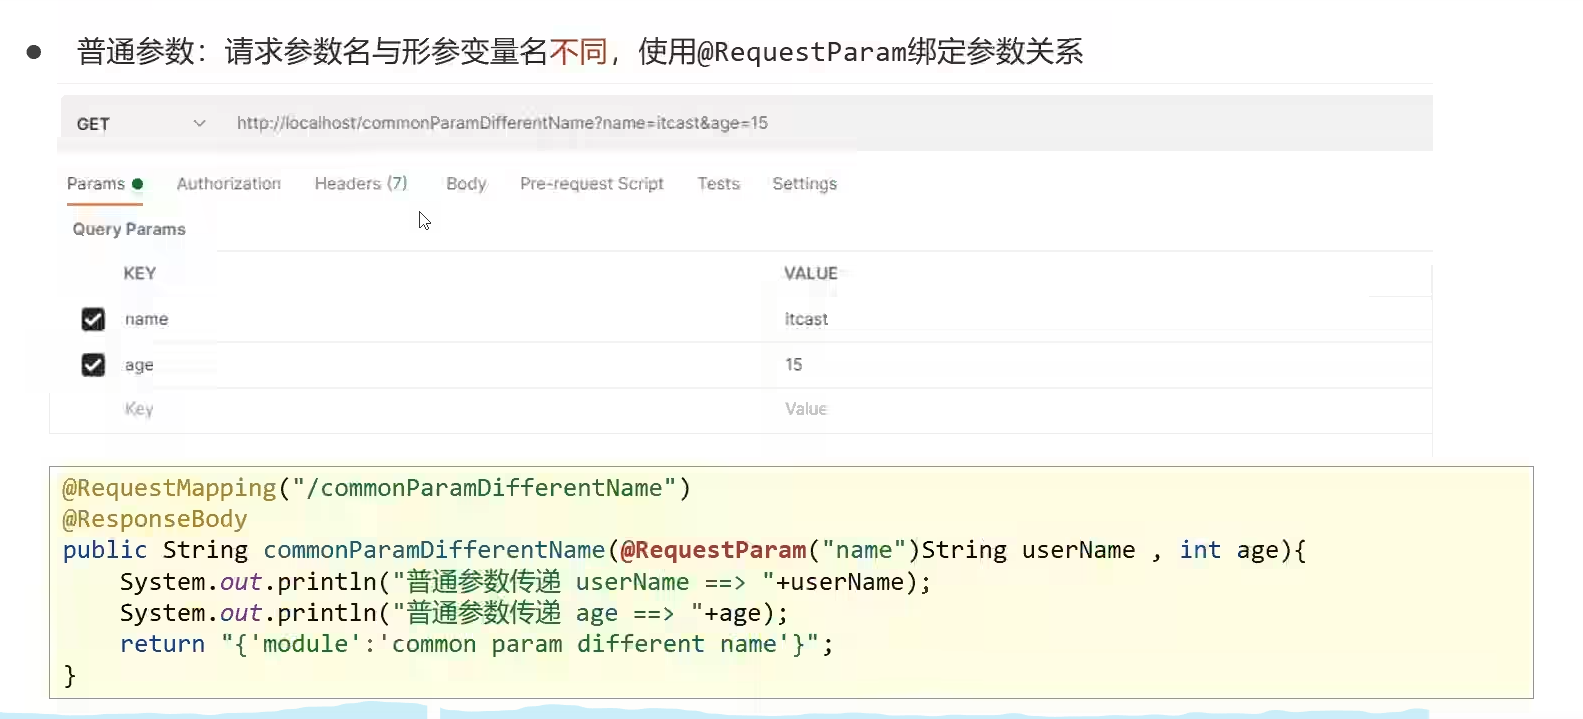 ● 普通参数：请求参数名与形参变量名不同，使用@RequestParam绑定参数关系
GET http://localhost/commonParamDifferentName?name=itcast&age=15
Params Authorization Headers (7) Body Pre-request Script Tests Settings
Query Params
KEY VALUE
name itcast
age 15
Key Value
@RequestMapping("/commonParamDifferentName")
@ResponseBody
public String commonParamDifferentName(@RequestParam("name")String userName , int age){
    System.out.println("普通参数传递 userName ==> "+userName);
    System.out.println("普通参数传递 age ==> "+age);
    return "{'module':'common param different name'}";
}